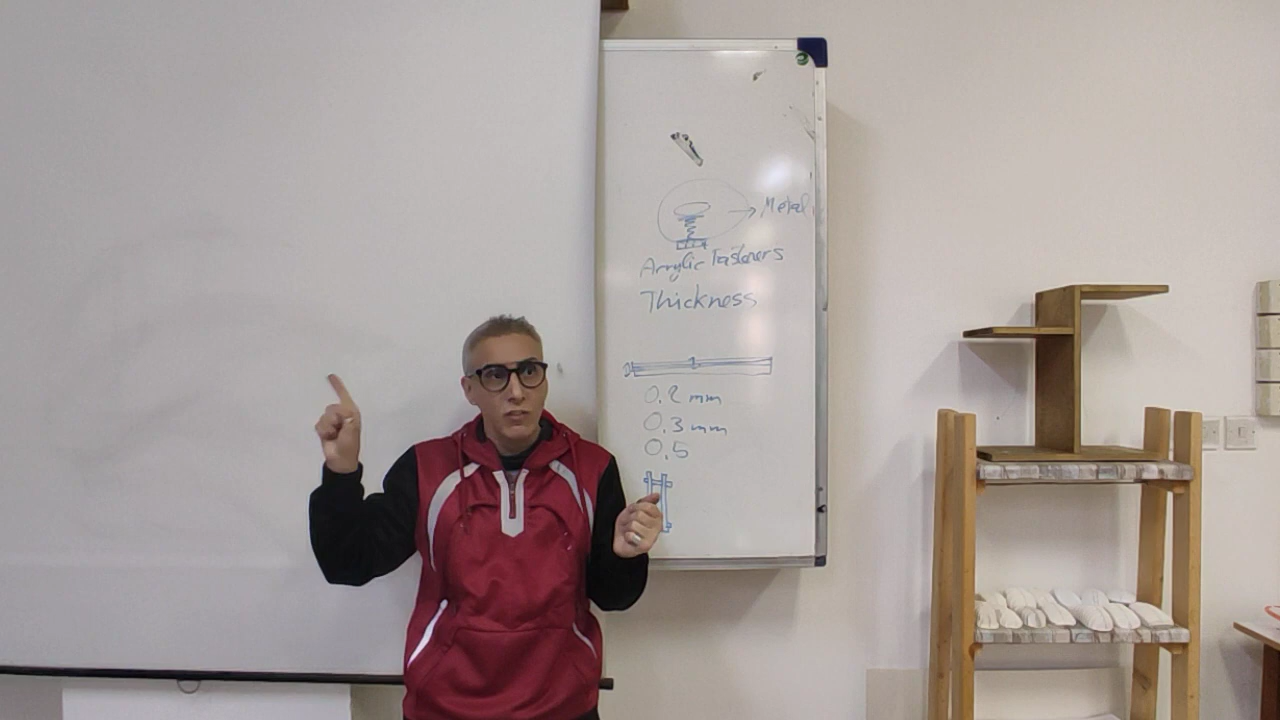 Metal
Acrylic Fasteners
Thickness
0.2 mm
0.3 mm
0.5